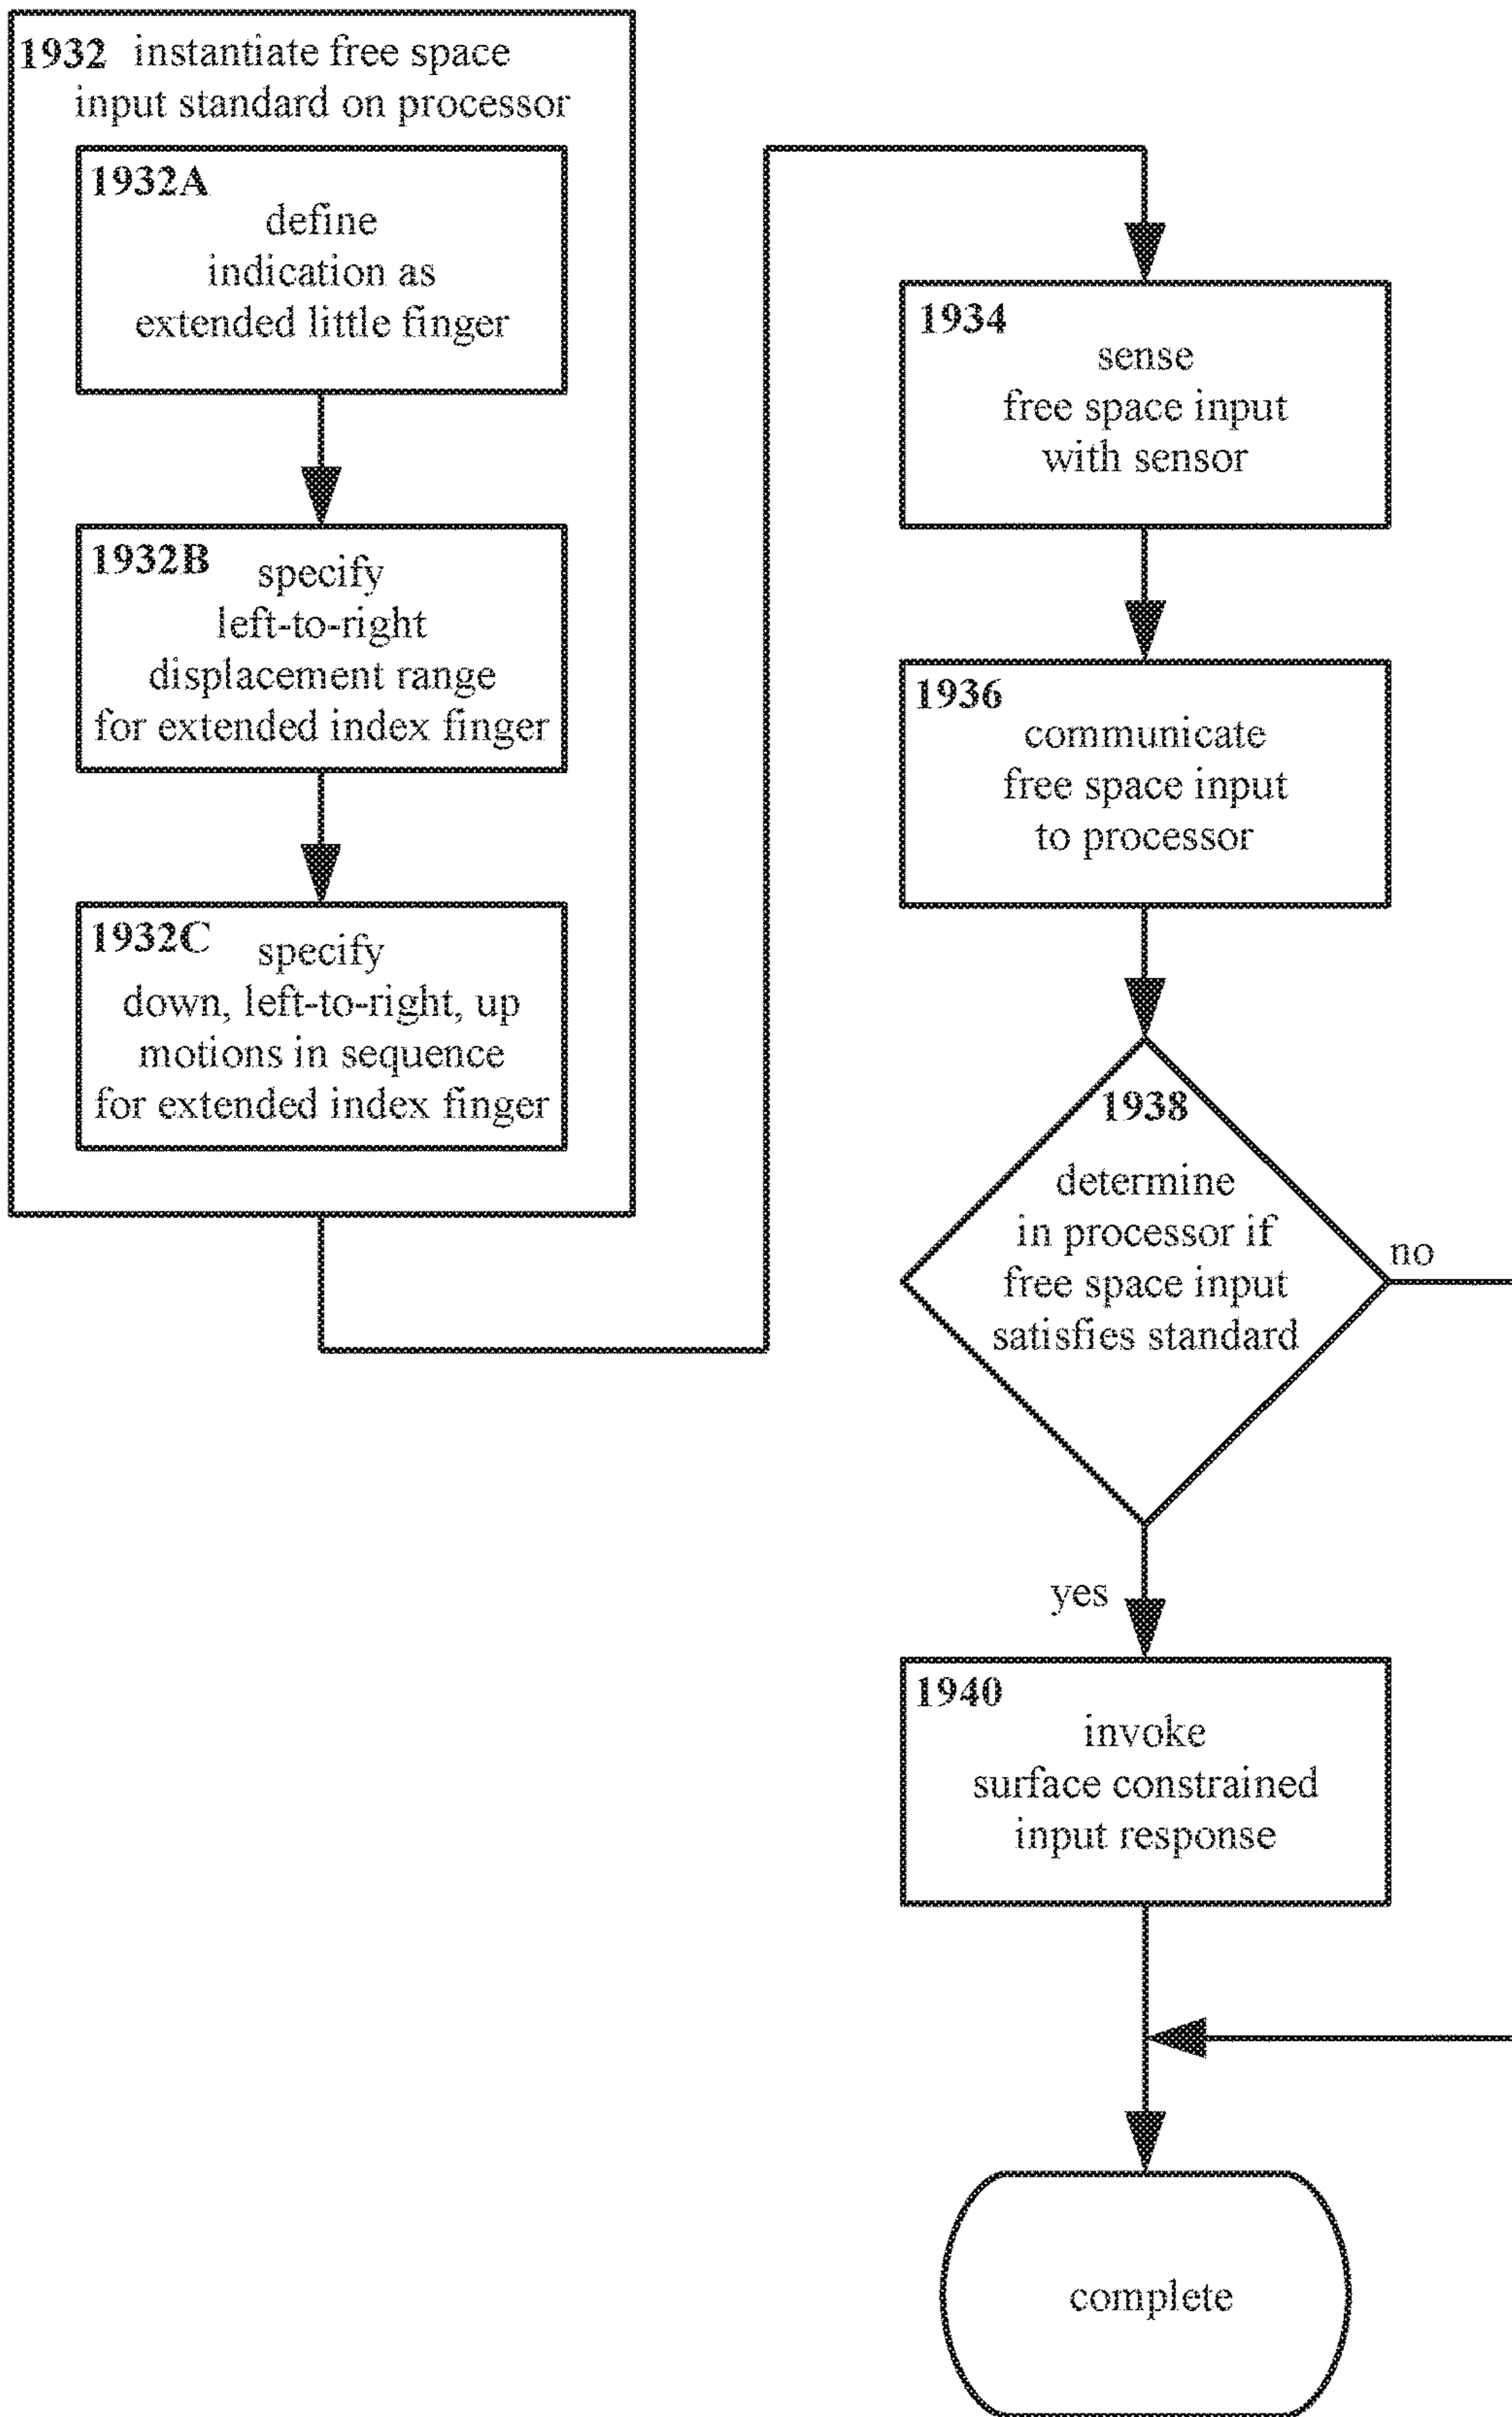 1932 instantiate free space
input standard on processor
1932A
define
indication as
extended little finger
1932B specify
left-to-right
displacement range
for extended index finger
1932C specify
down, left-to-right, up
motions in sequence
for extended index finger
1934
sense
free space input
with sensor
1936
communicate
free space input
to processor
1938
determine
in processor if
free space input
satisfies standard
no
yes
1940
invoke
surface constrained
input response
complete